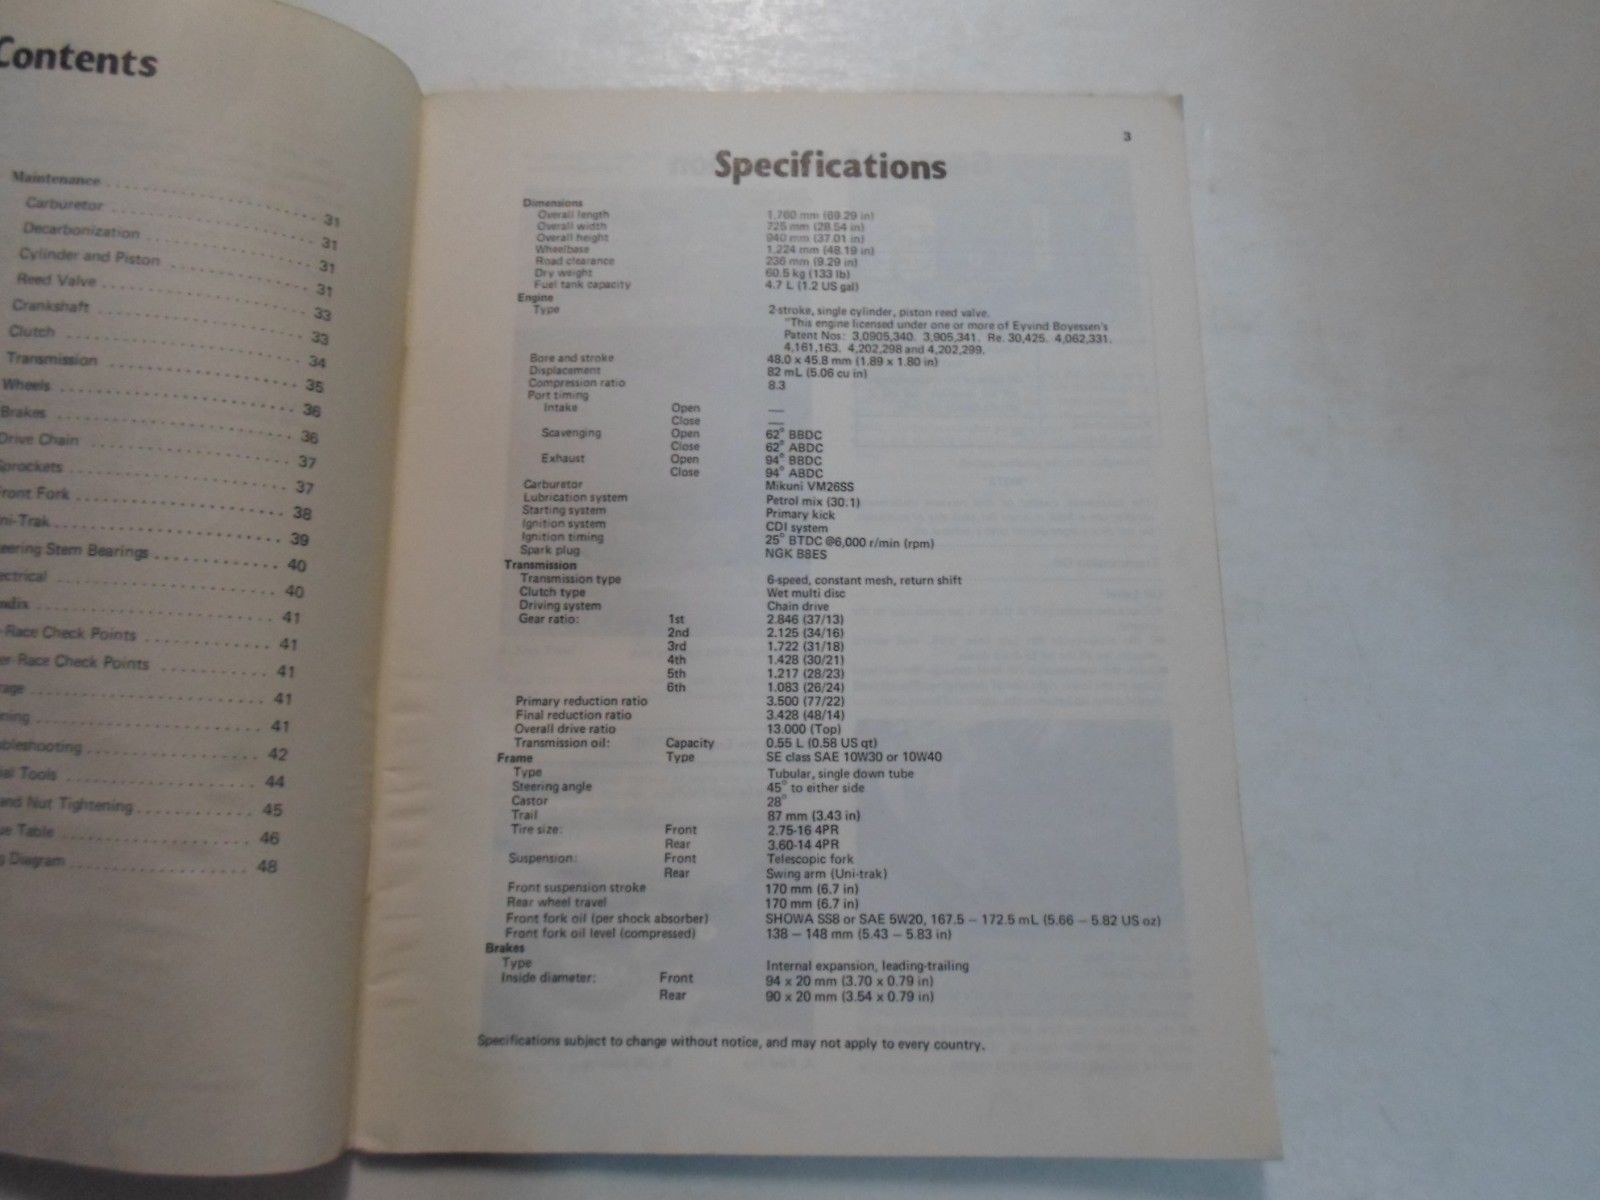 Contents
Maintenance 31
Carburetor 31
Decarbonization 31
Cylinder and Piston 31
Reed Valve 33
Crankshaft 33
Clutch 34
Transmission 35
Wheels 36
Brakes 36
Drive Chain 37
Sprockets 37
Front Fork 38
ni-Trak 39
eering Stem Bearings 40
ectrical 40
ndix 41
-Race Check Points 41
er-Race Check Points 41
rage 41
ning 41
bleshooting 42
ial Tools 44
and Nut Tightening 45
ue Table 46
g Diagram 48
3
Specifications
Dimensions
Overall length 1,760 mm (69.29 in)
Overall width 725 mm (28.54 in)
Overall height 940 mm (37.01 in)
Wheelbase 1,224 mm (48.19 in)
Road clearance 236 mm (9.29 in)
Dry weight 60.5 kg (133 lb)
Fuel tank capacity 4.7 L (1.2 US gal)
Engine
Type 2-stroke, single cylinder, piston reed valve.
"This engine licensed under one or more of Eyvind Boyessen's
Patent Nos: 3,0905,340. 3,905,341. Re. 30,425. 4,062,331.
4,161,163. 4,202,298 and 4,202,299.
Bore and stroke 48.0 x 45.8 mm (1.89 x 1.80 in)
Displacement 82 mL (5.06 cu in)
Compression ratio 8.3
Port timing
Intake Open —
Close —
Scavenging Open 62° BBDC
Close 62° ABDC
Exhaust Open 94° BBDC
Close 94° ABDC
Carburetor Mikuni VM26SS
Lubrication system Petrol mix (30.1)
Starting system Primary kick
Ignition system CDI system
Ignition timing 25° BTDC @6,000 r/min (rpm)
Spark plug NGK B8ES
Transmission
Transmission type 6-speed, constant mesh, return shift
Clutch type Wet multi disc
Driving system Chain drive
Gear ratio: 1st 2.846 (37/13)
2nd 2.125 (34/16)
3rd 1.722 (31/18)
4th 1.428 (30/21)
5th 1.217 (28/23)
6th 1.083 (26/24)
Primary reduction ratio 3.500 (77/22)
Final reduction ratio 3.428 (48/14)
Overall drive ratio 13.000 (Top)
Transmission oil: Capacity 0.55 L (0.58 US qt)
Frame Type SE class SAE 10W30 or 10W40
Type Tubular, single down tube
Steering angle 45° to either side
Castor 28°
Trail 87 mm (3.43 in)
Tire size: Front 2.75-16 4PR
Rear 3.60-14 4PR
Suspension: Front Telescopic fork
Rear Swing arm (Uni-trak)
Front suspension stroke 170 mm (6.7 in)
Rear wheel travel 170 mm (6.7 in)
Front fork oil (per shock absorber) SHOWA SS8 or SAE 5W20, 167.5 – 172.5 mL (5.66 – 5.82 US oz)
Front fork oil level (compressed) 138 – 148 mm (5.43 – 5.83 in)
Brakes
Type Internal expansion, leading-trailing
Inside diameter: Front 94 x 20 mm (3.70 x 0.79 in)
Rear 90 x 20 mm (3.54 x 0.79 in)
Specifications subject to change without notice, and may not apply to every country.